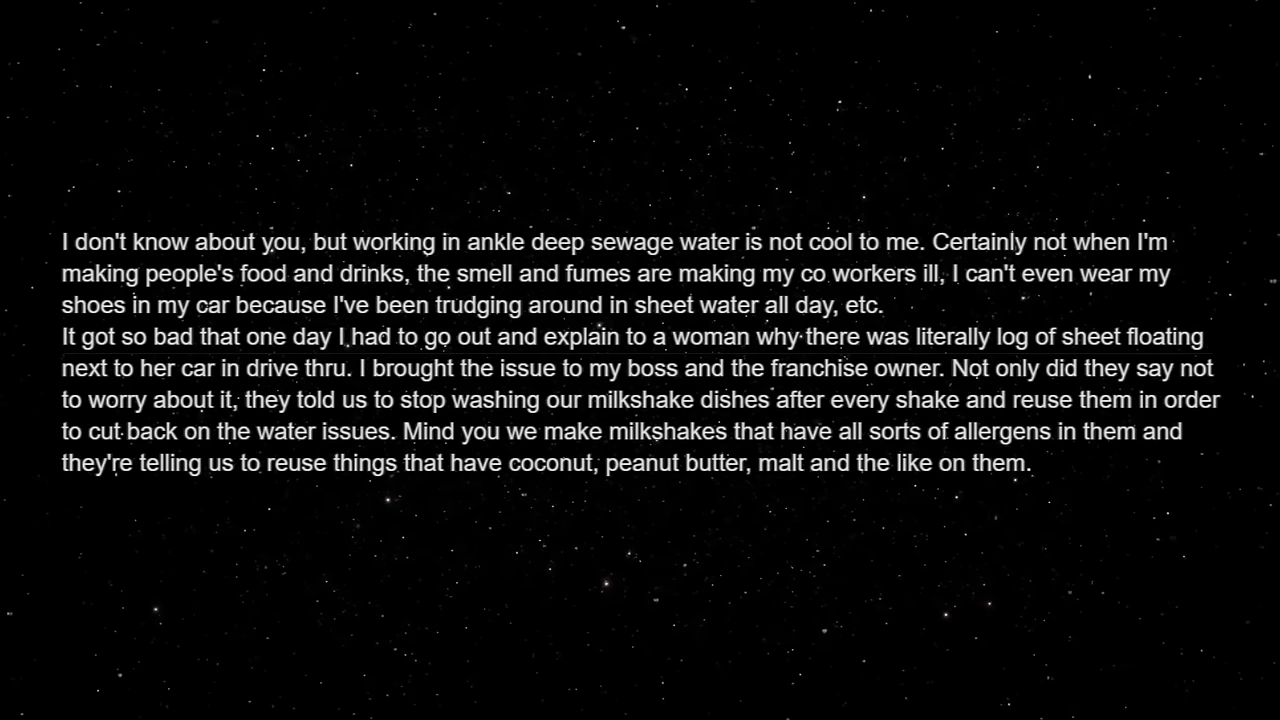 I don't know about you, but working in ankle deep sewage water is not cool to me. Certainly not when I'm
making people's food and drinks, the smell and fumes are making my co workers ill, I can't even wear my
shoes in my car because I've been trudging around in sheet water all day, etc.
It got so bad that one day I had to go out and explain to a woman why there was literally log of sheet floating
next to her car in drive thru. I brought the issue to my boss and the franchise owner. Not only did they say not
to worry about it, they told us to stop washing our milkshake dishes after every shake and reuse them in order
to cut back on the water issues. Mind you we make milkshakes that have all sorts of allergens in them and
they're telling us to reuse things that have coconut, peanut butter, malt and the like on them.